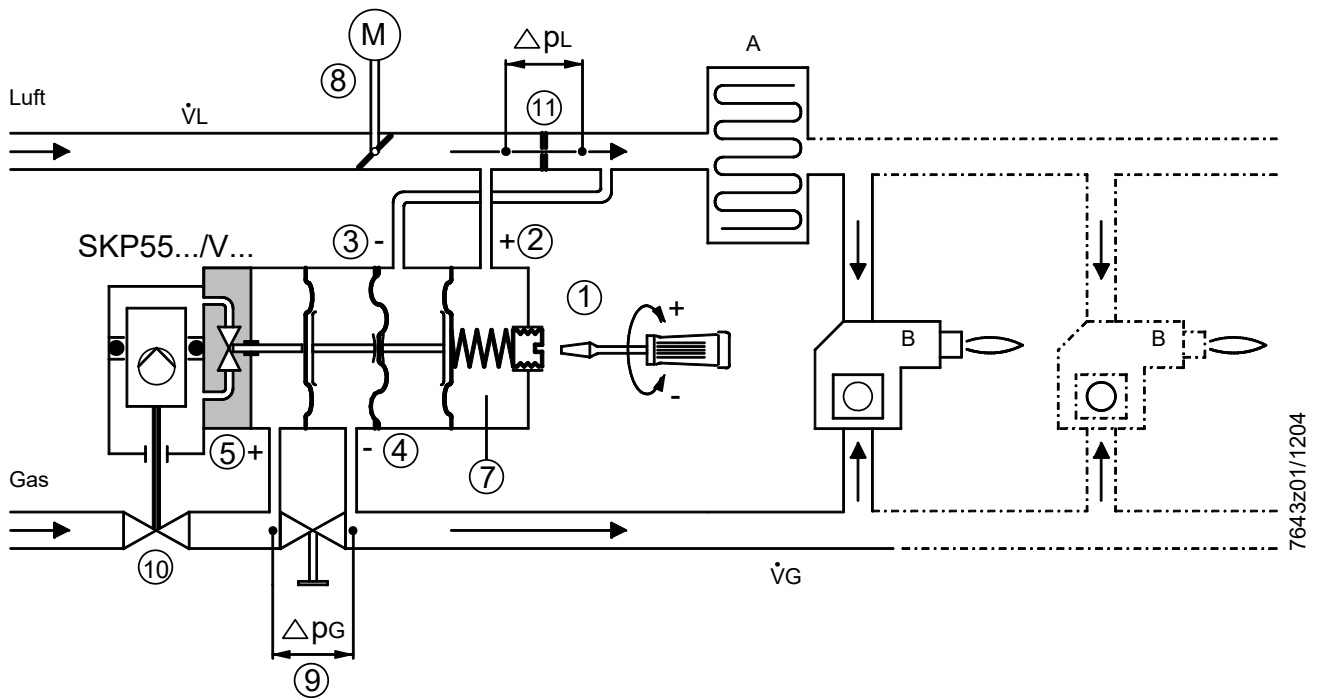 M
△pL
A
⑧
Luft
V̇L
⑪
SKP55.../V...
③ -
+ ②
①
+
-
B
B
⑤ +
- ④
⑦
Gas
⑩
V̇G
△pG
⑨
7643z01/1204